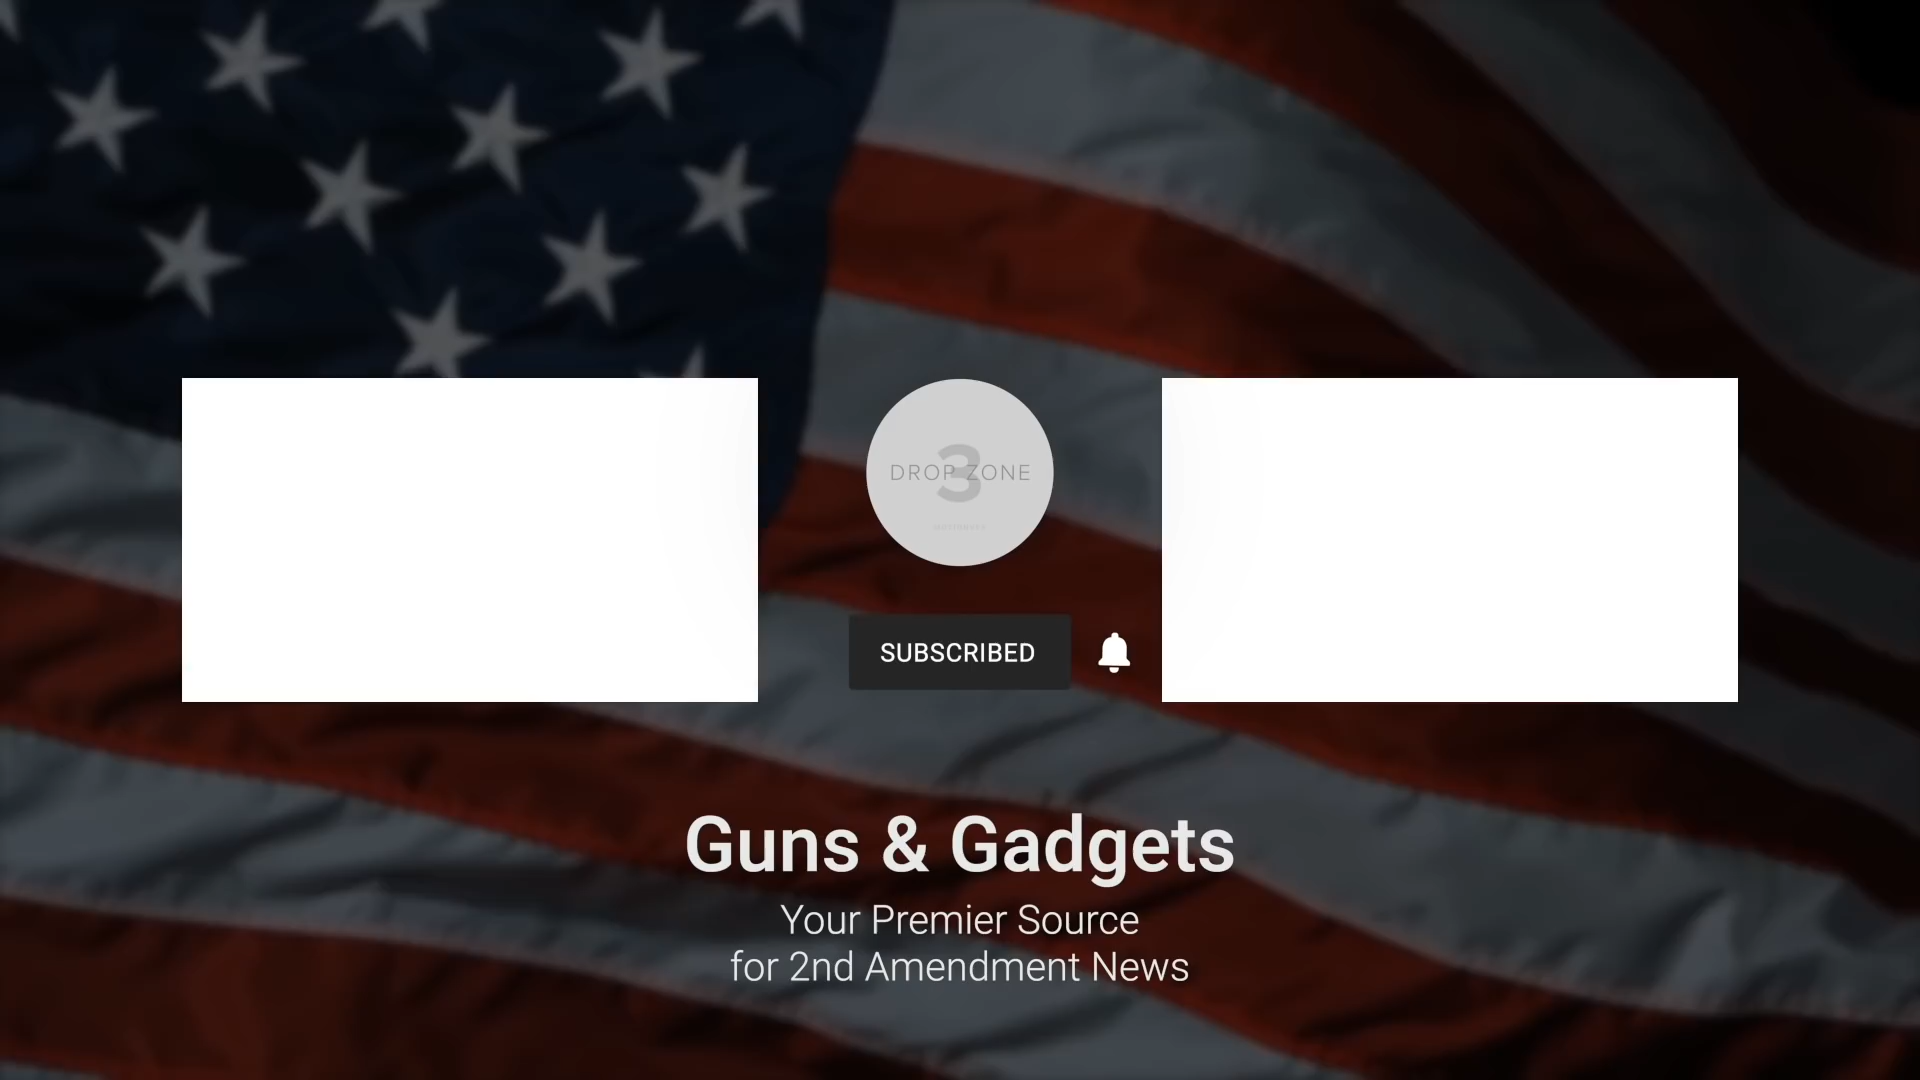 3
DROP ZONE
SUBSCRIBED
Guns & Gadgets
Your Premier Source
for 2nd Amendment News